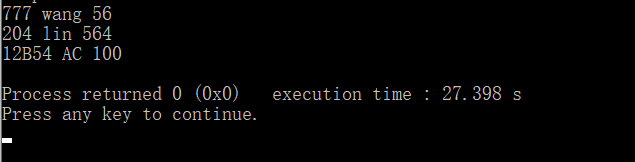 777 wang 56
204 lin 564
12B54 AC 100
Process returned 0 (0x0)   execution time : 27.398 s
Press any key to continue.